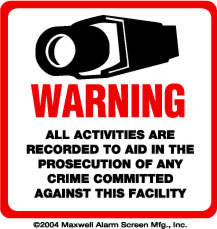 WARNING
ALL ACTIVITIES ARE
RECORDED TO AID IN THE
PROSECUTION OF ANY
CRIME COMMITTED
AGAINST THIS FACILITY
©2004 Maxwell Alarm Screen Mfg., Inc.